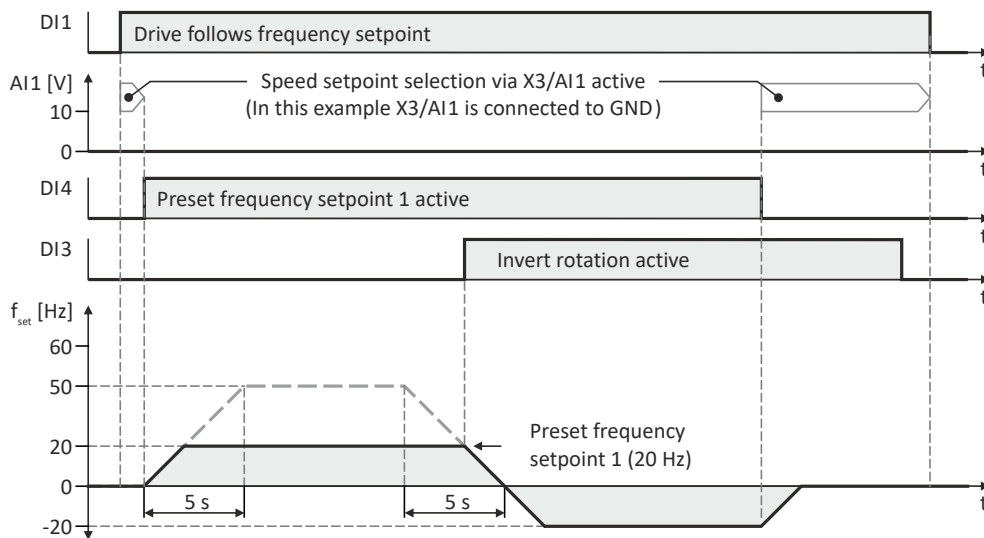 DI1
Drive follows frequency setpoint
t
AI1 [V]
Speed setpoint selection via X3/AI1 active
(In this example X3/AI1 is connected to GND)
10
0
t
DI4
Preset frequency setpoint 1 active
t
DI3
Invert rotation active
t
fset [Hz]
60
50
20
Preset frequency
setpoint 1 (20 Hz)
0
t
5 s
5 s
-20